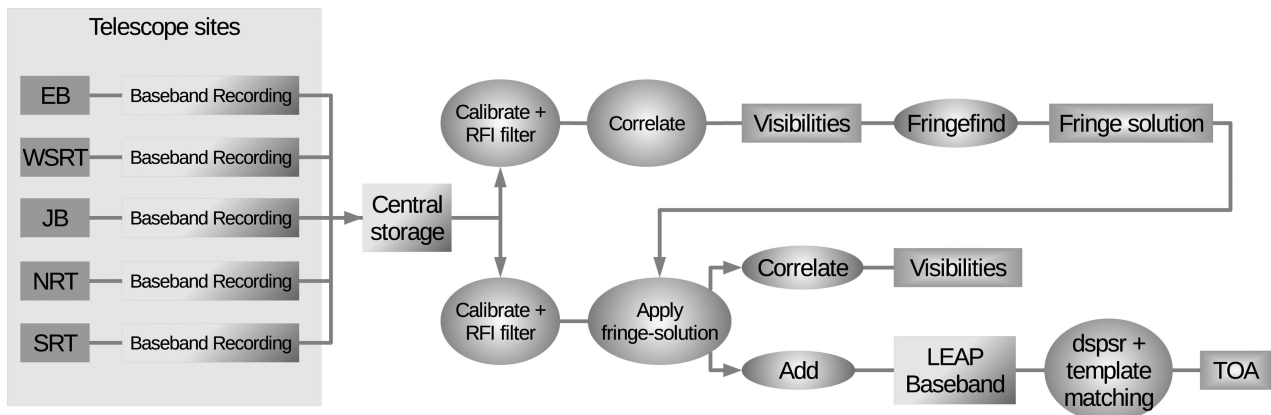 Telescope sites
EB
Baseband Recording
WSRT
Baseband Recording
JB
Baseband Recording
NRT
Baseband Recording
SRT
Baseband Recording
Central
storage
Calibrate +
RFI filter
Correlate
Visibilities
Fringefind
Fringe solution
Calibrate +
RFI filter
Apply
fringe-solution
Correlate
Visibilities
Add
LEAP
Baseband
dspsr +
template
matching
TOA